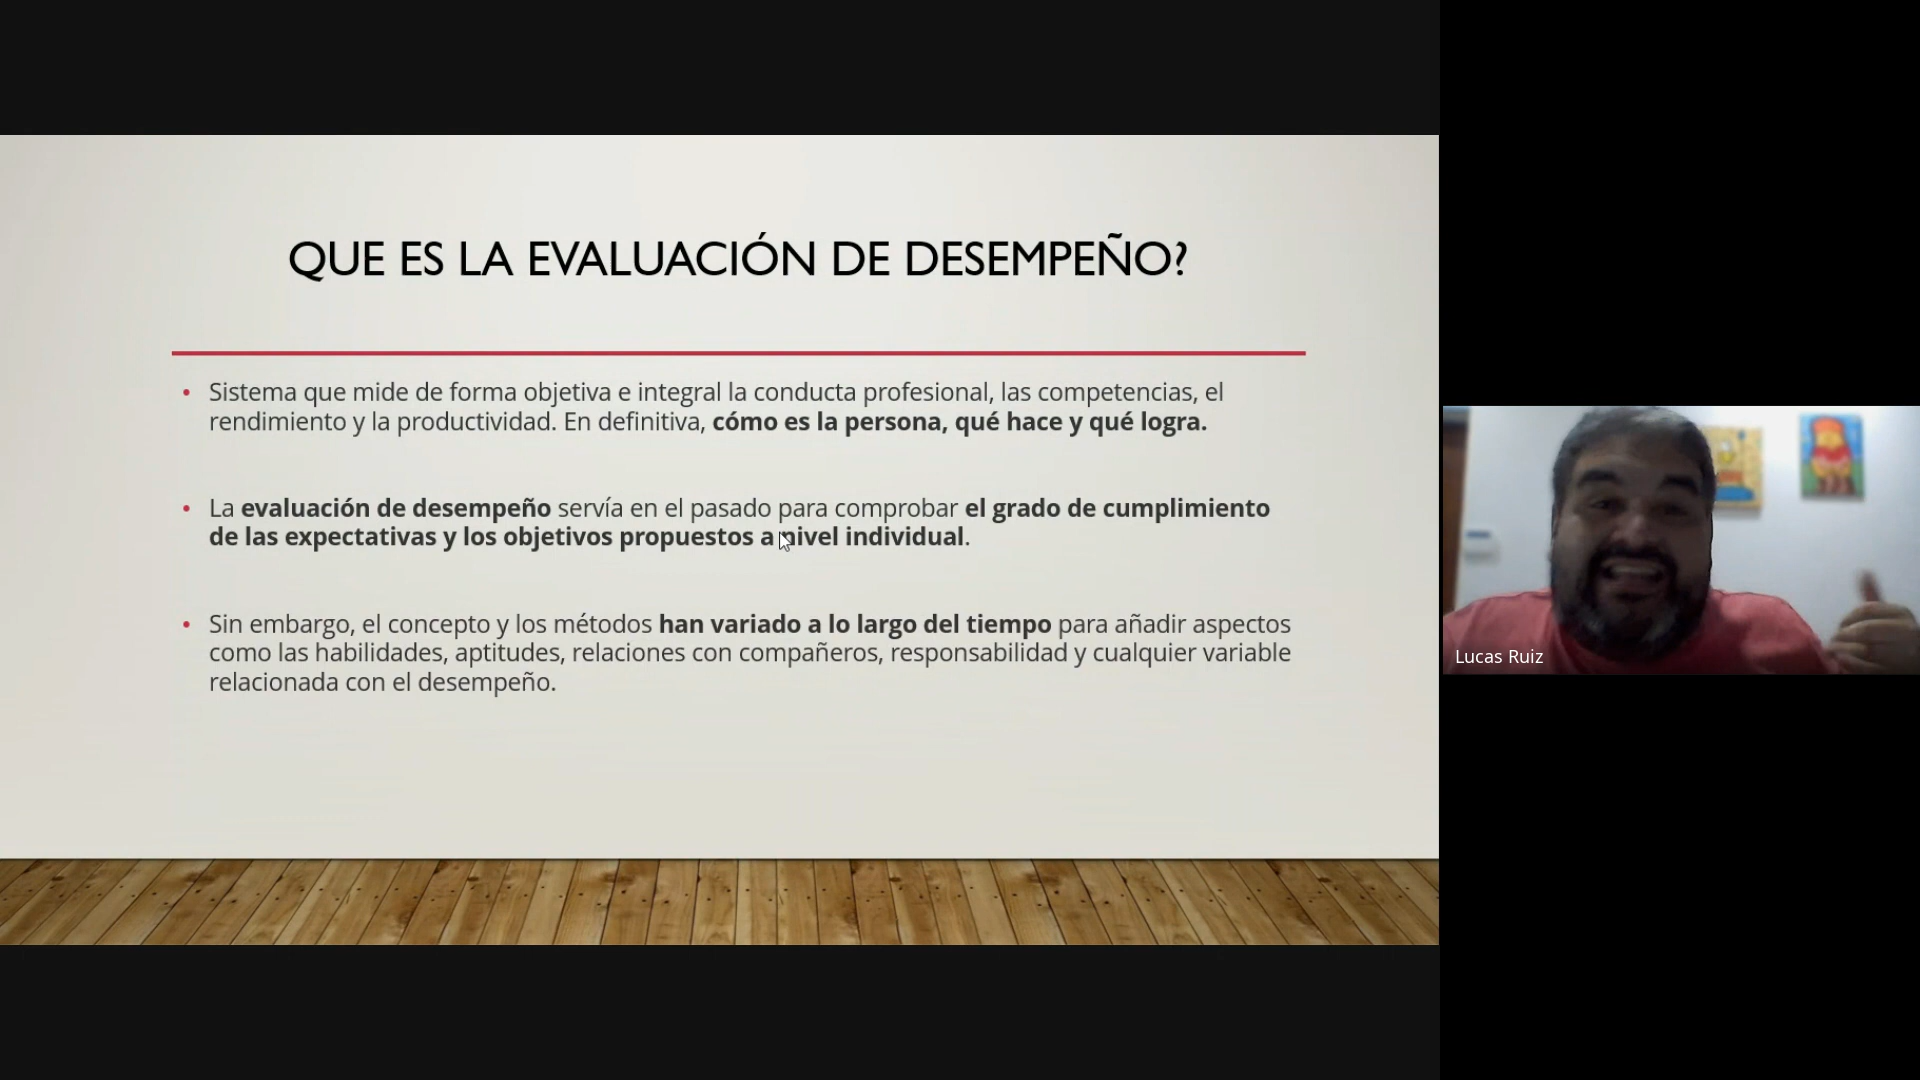 QUE ES LA EVALUACIÓN DE DESEMPEÑO?
• Sistema que mide de forma objetiva e integral la conducta profesional, las competencias, el
rendimiento y la productividad. En definitiva, cómo es la persona, qué hace y qué logra.
• La evaluación de desempeño servía en el pasado para comprobar el grado de cumplimiento
de las expectativas y los objetivos propuestos a nivel individual.
• Sin embargo, el concepto y los métodos han variado a lo largo del tiempo para añadir aspectos
como las habilidades, aptitudes, relaciones con compañeros, responsabilidad y cualquier variable
relacionada con el desempeño.
Lucas Ruiz